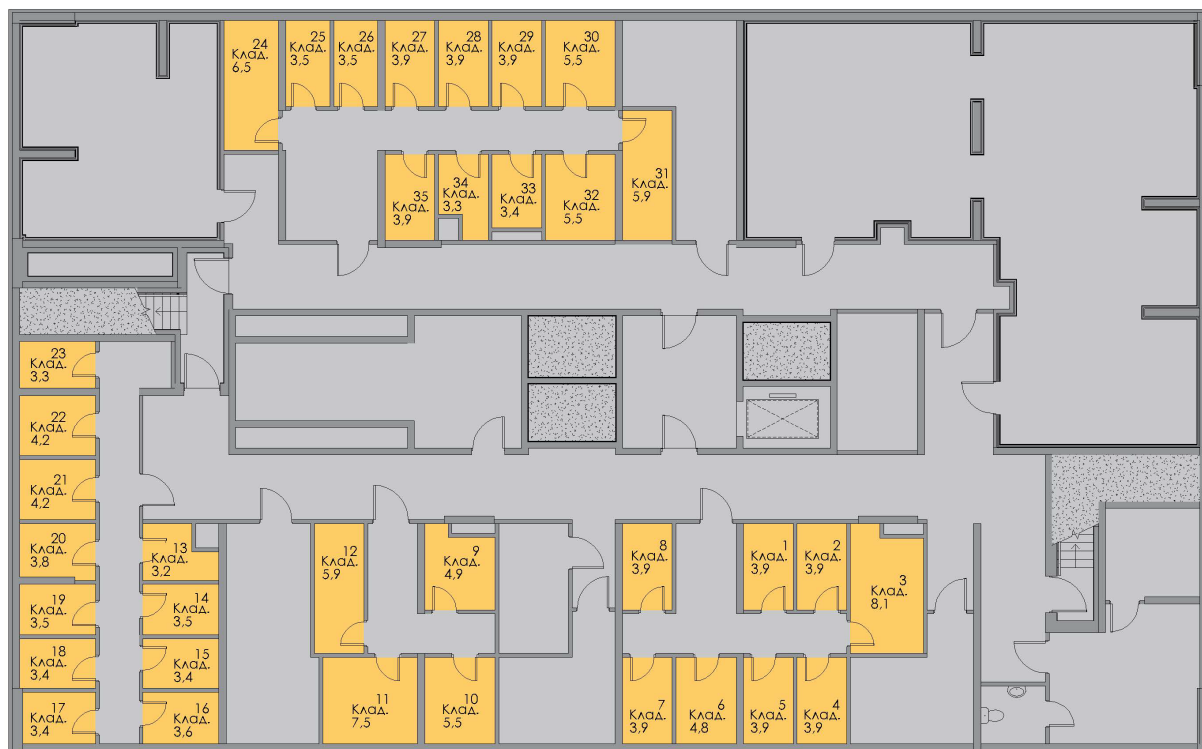 24
Клад.
6,5
25
Клад.
3,5
26
Клад.
3,5
27
Клад.
3,9
28
Клад.
3,9
29
Клад.
3,9
30
Клад.
5,5
35
Клад.
3,9
34
Клад.
3,3
33
Клад.
3,4
32
Клад.
5,5
31
Клад.
5,9
23
Клад.
3,3
22
Клад.
4,2
21
Клад.
4,2
20
Клад.
3,8
19
Клад.
3,5
18
Клад.
3,4
17
Клад.
3,4
13
Клад.
3,2
14
Клад.
3,5
15
Клад.
3,4
16
Клад.
3,6
12
Клад.
5,9
9
Клад.
4,9
11
Клад.
7,5
10
Клад.
5,5
8
Клад.
3,9
1
Клад.
3,9
2
Клад.
3,9
3
Клад.
8,1
7
Клад.
3,9
6
Клад.
4,8
5
Клад.
3,9
4
Клад.
3,9